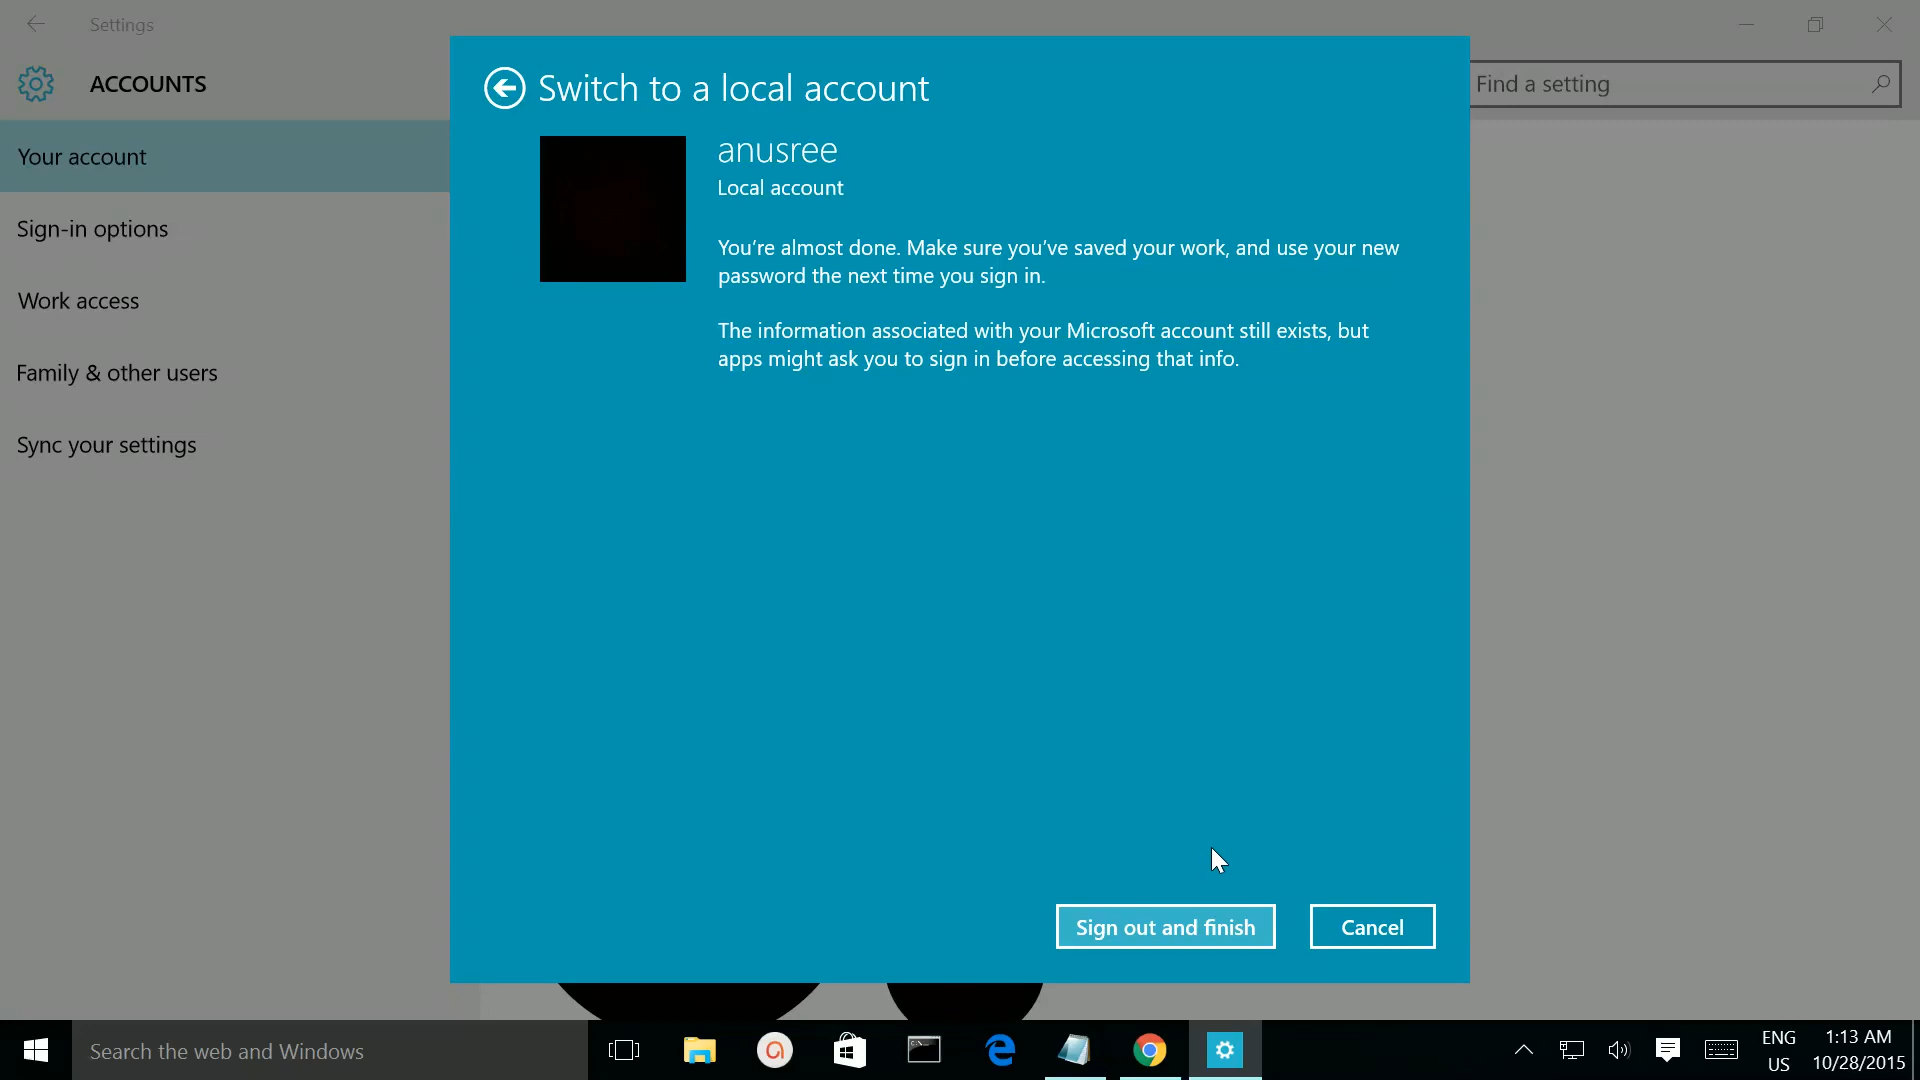 Settings
ACCOUNTS
Find a setting
Your account
Sign-in options
Work access
Family & other users
Sync your settings
Switch to a local account
anusree
Local account
You're almost done. Make sure you've saved your work, and use your new
password the next time you sign in.
The information associated with your Microsoft account still exists, but
apps might ask you to sign in before accessing that info.
Sign out and finish
Cancel
Search the web and Windows
ENG
US
1:13 AM
10/28/2015